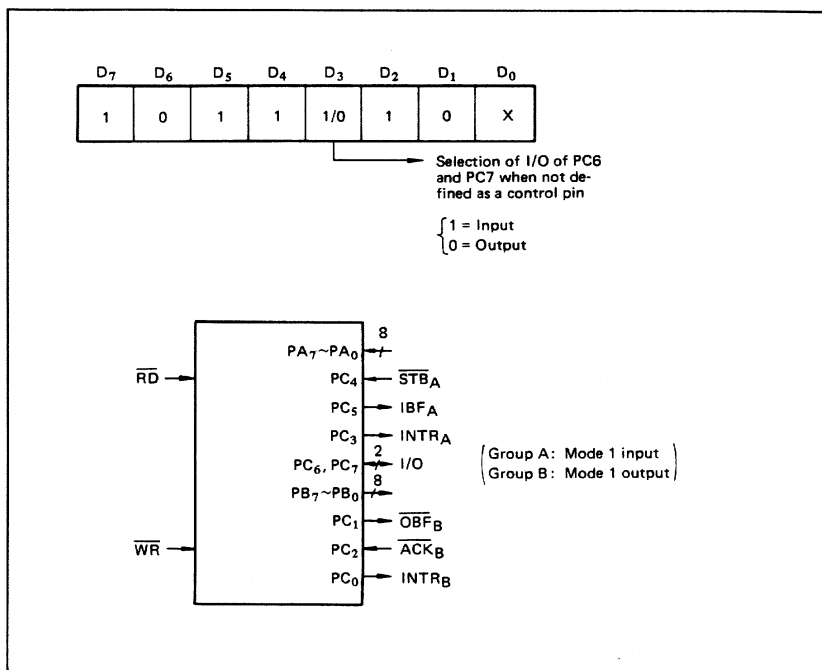 D7 D6 D5 D4 D3 D2 D1 D0
1 0 1 1 1/0 1 0 X
Selection of I/O of PC6
and PC7 when not de-
fined as a control pin
1 = Input
0 = Output
8
PA7~PA0
RD
PC4 STBA
PC5 IBFA
PC3 INTRA
2
PC6, PC7 I/O
(Group A: Mode 1 input
Group B: Mode 1 output)
8
PB7~PB0
PC1 OBFB
WR
PC2 ACKB
PC0 INTRB